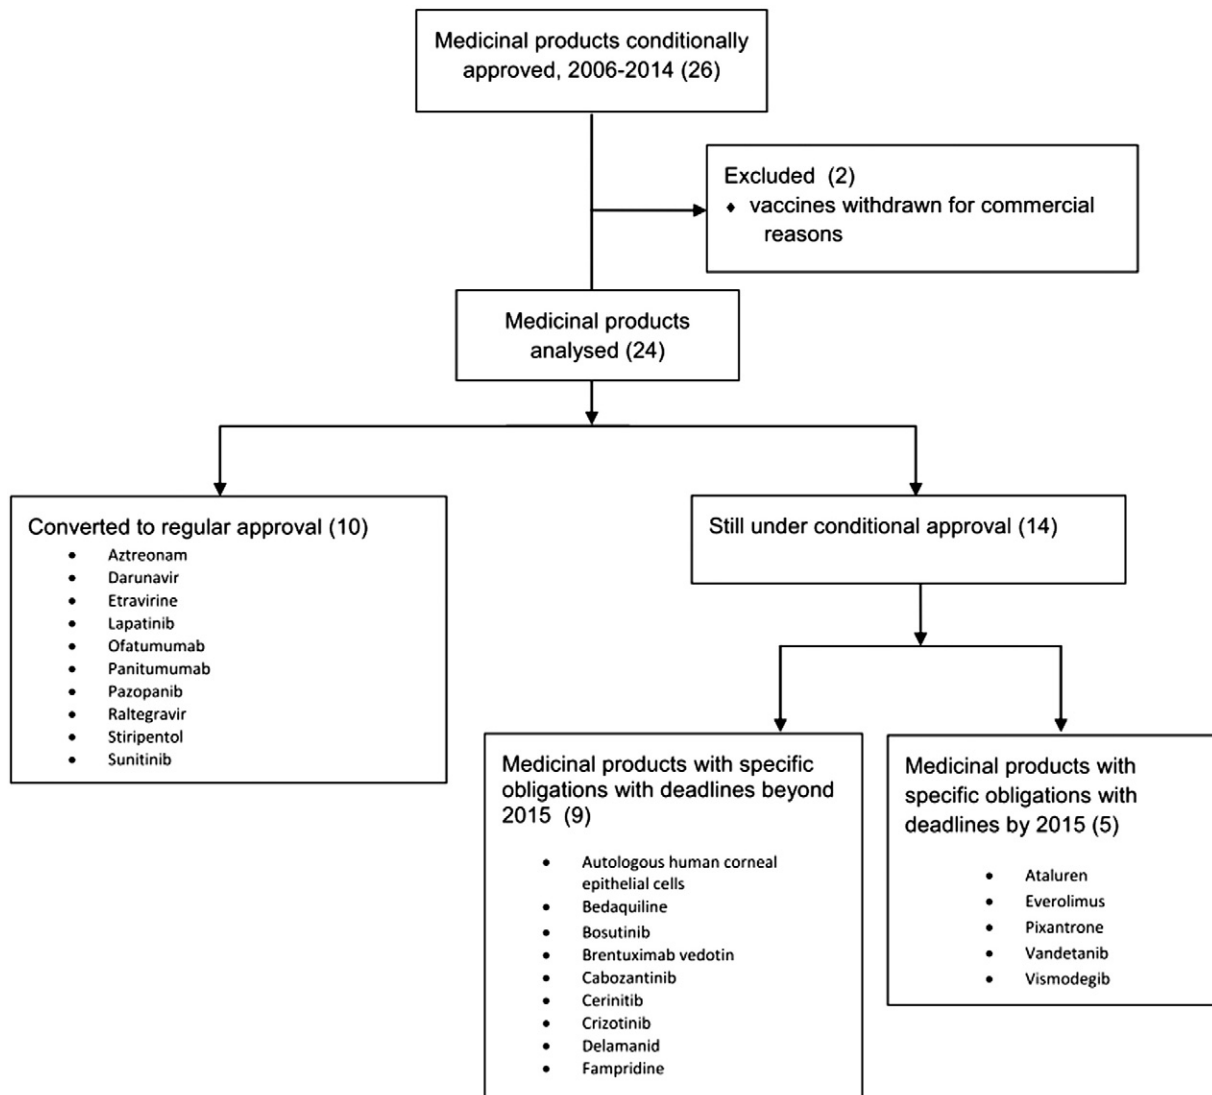 Medicinal products conditionally
approved, 2006-2014 (26)
Excluded (2)
♦ vaccines withdrawn for commercial
reasons
Medicinal products
analysed (24)
Converted to regular approval (10)
• Aztreonam
• Darunavir
• Etravirine
• Lapatinib
• Ofatumumab
• Panitumumab
• Pazopanib
• Raltegravir
• Stiripentol
• Sunitinib
Still under conditional approval (14)
Medicinal products with specific
obligations with deadlines beyond
2015 (9)
• Autologous human corneal
epithelial cells
• Bedaquiline
• Bosutinib
• Brentuximab vedotin
• Cabozantinib
• Cerinitib
• Crizotinib
• Delamanid
• Fampridine
Medicinal products with
specific obligations with
deadlines by 2015 (5)
• Ataluren
• Everolimus
• Pixantrone
• Vandetanib
• Vismodegib